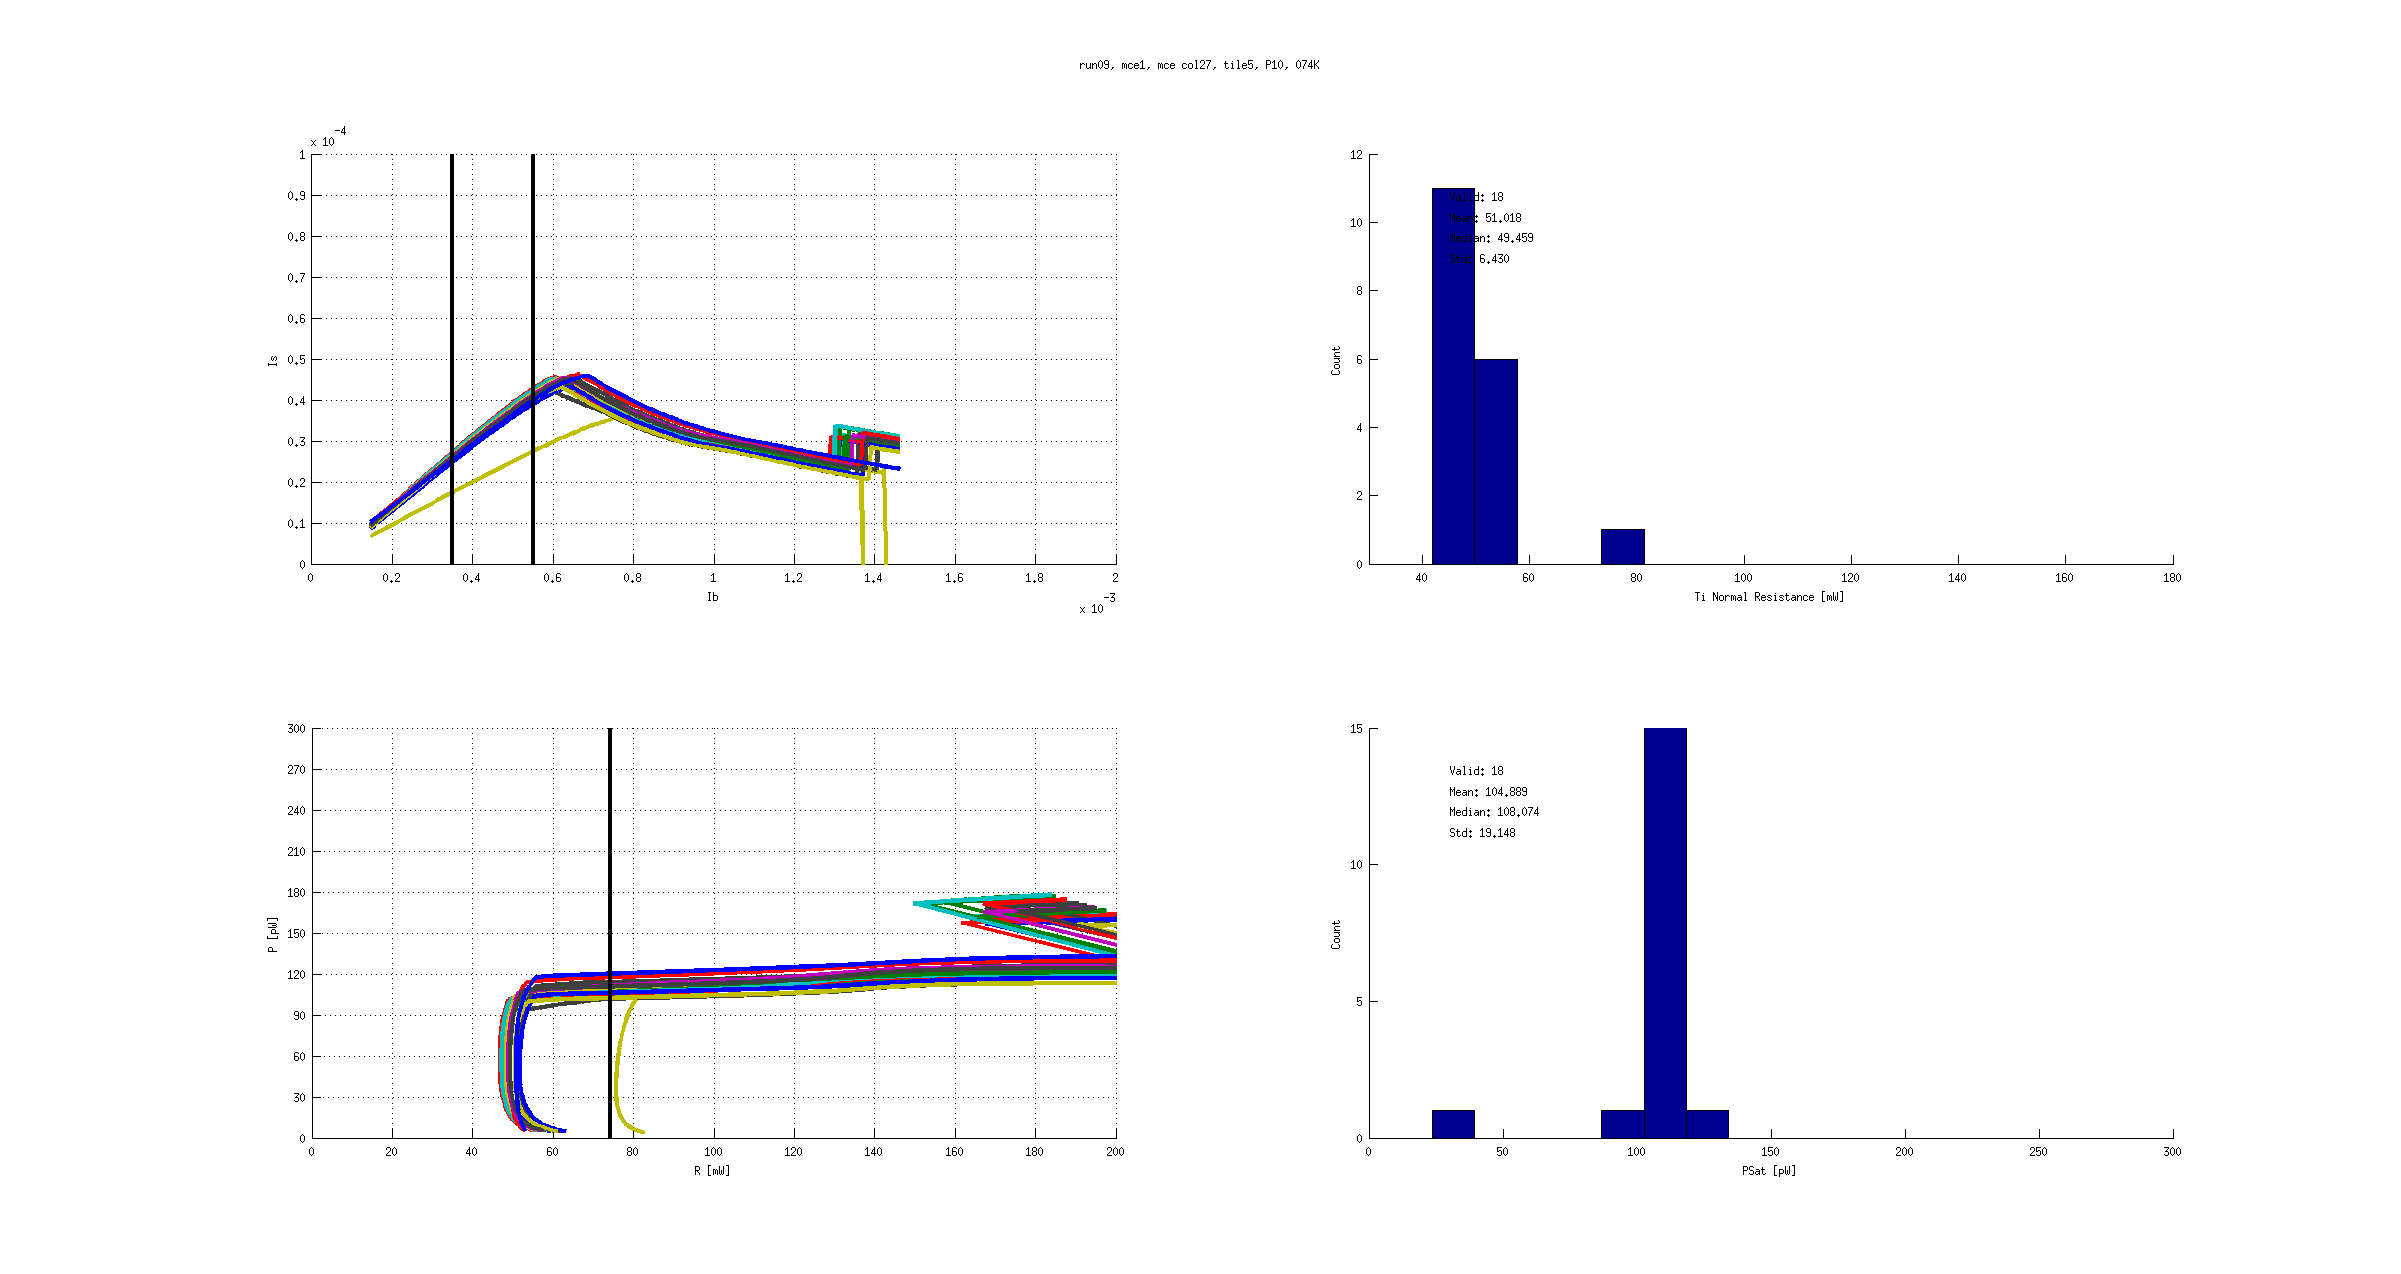 run09, mce1, mce col27, tile5, P10, 074K
x 10^-4
1
0.9
0.8
0.7
0.6
0.5
0.4
0.3
0.2
0.1
0
Is
0 0.2 0.4 0.6 0.8 1 1.2 1.4 1.6 1.8 2
Ib
x 10^-3
12
10
8
6
4
2
0
Count
Valid: 18
Mean: 51.018
Median: 49.459
Std: 6.430
40 60 80 100 120 140 160 180
Ti Normal Resistance [mW]
300
270
240
210
180
150
120
90
60
30
0
P [pW]
0 20 40 60 80 100 120 140 160 180 200
R [mW]
15
10
5
0
Count
Valid: 18
Mean: 104.889
Median: 108.074
Std: 19.148
0 50 100 150 200 250 300
PSat [pW]